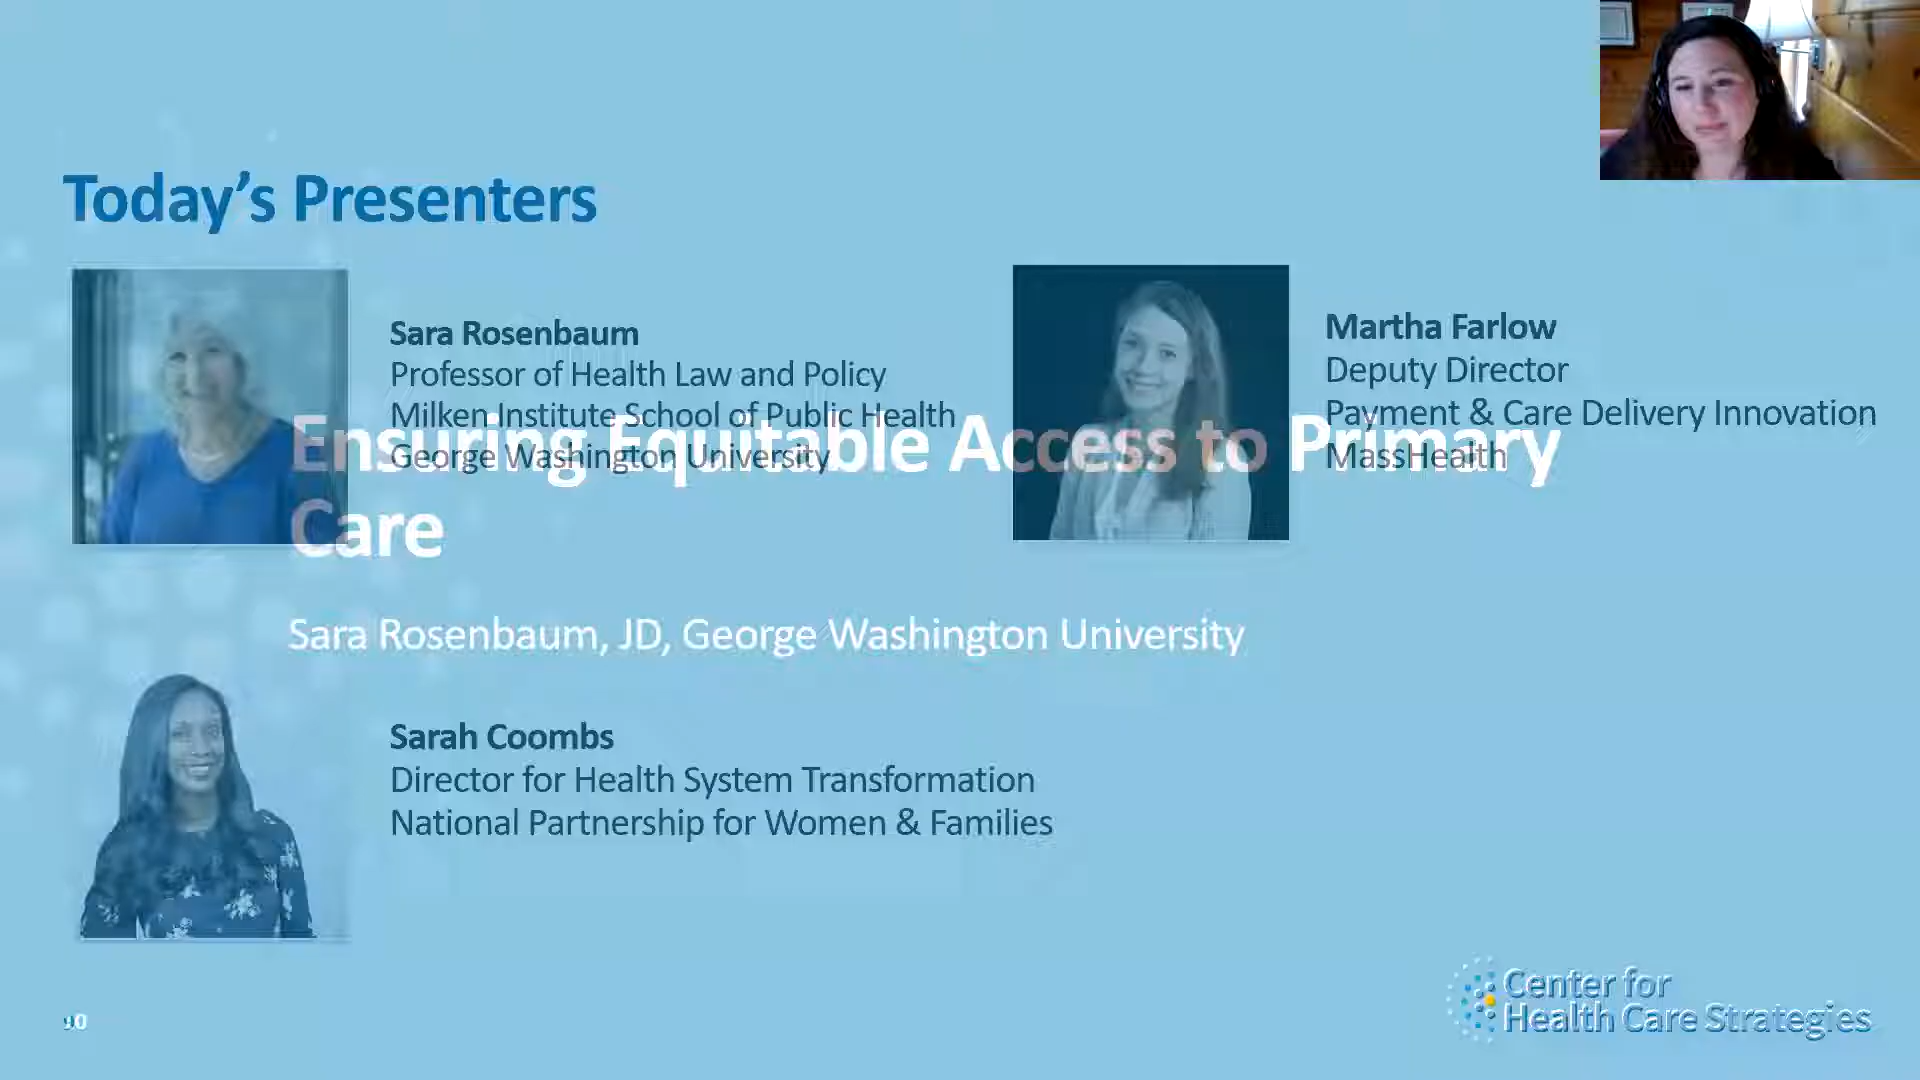 Today's Presenters
Sara Rosenbaum
Professor of Health Law and Policy
Milken Institute School of Public Health
George Washington University
Martha Farlow
Deputy Director
Payment & Care Delivery Innovation
MassHealth
Ensuring Equitable Access to Primary
Care
Sara Rosenbaum, JD, George Washington University
Sarah Coombs
Director for Health System Transformation
National Partnership for Women & Families
Center for
Health Care Strategies